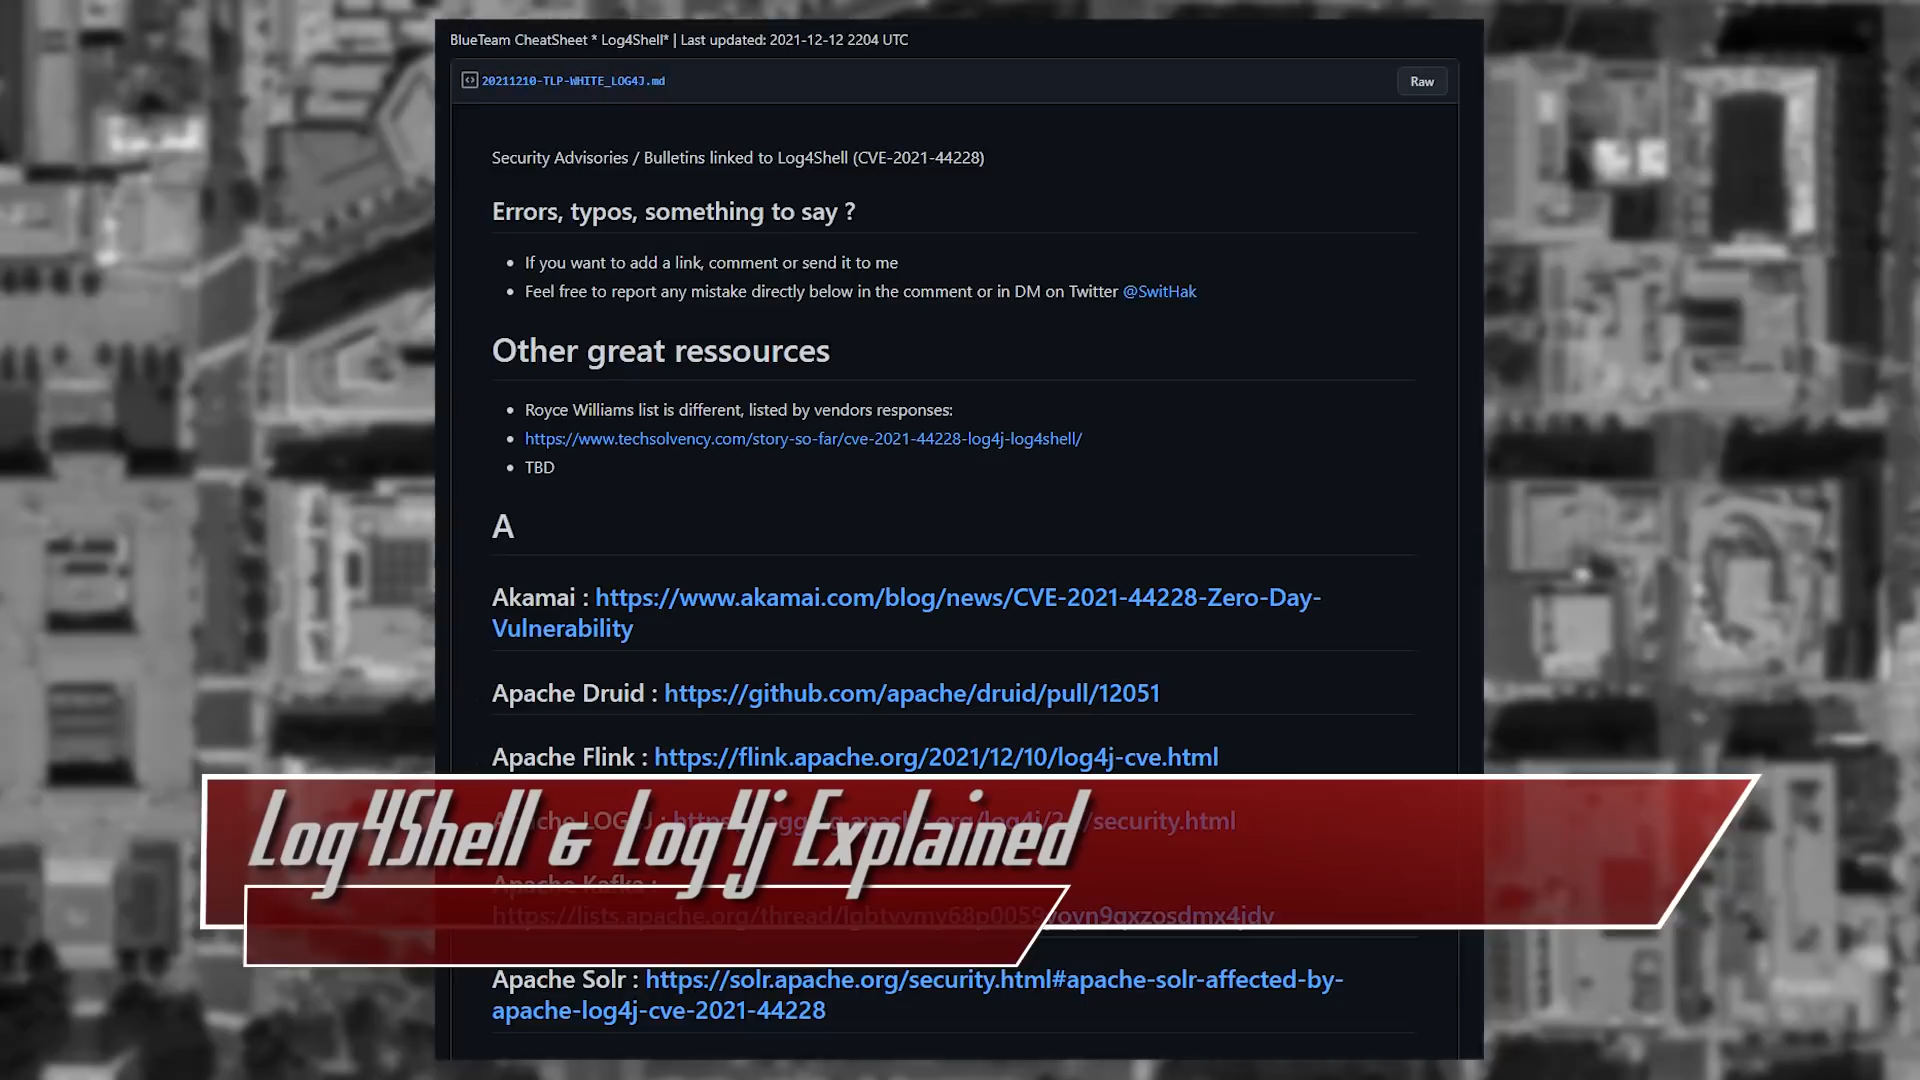 BlueTeam CheatSheet * Log4Shell* | Last updated: 2021-12-12 2204 UTC
20211210-TLP-WHITE_LOG4J.md
Raw
Security Advisories / Bulletins linked to Log4Shell (CVE-2021-44228)
Errors, typos, something to say ?
If you want to add a link, comment or send it to me
Feel free to report any mistake directly below in the comment or in DM on Twitter @SwitHak
Other great ressources
Royce Williams list is different, listed by vendors responses:
https://www.techsolvency.com/story-so-far/cve-2021-44228-log4j-log4shell/
TBD
A
Akamai : https://www.akamai.com/blog/news/CVE-2021-44228-Zero-Day-
Vulnerability
Apache Druid : https://github.com/apache/druid/pull/12051
Apache Flink : https://flink.apache.org/2021/12/10/log4j-cve.html
Log4Shell & Log4j Explained
/security.html
Apache Kafka :
Apache Solr : https://solr.apache.org/security.html#apache-solr-affected-by-
apache-log4j-cve-2021-44228